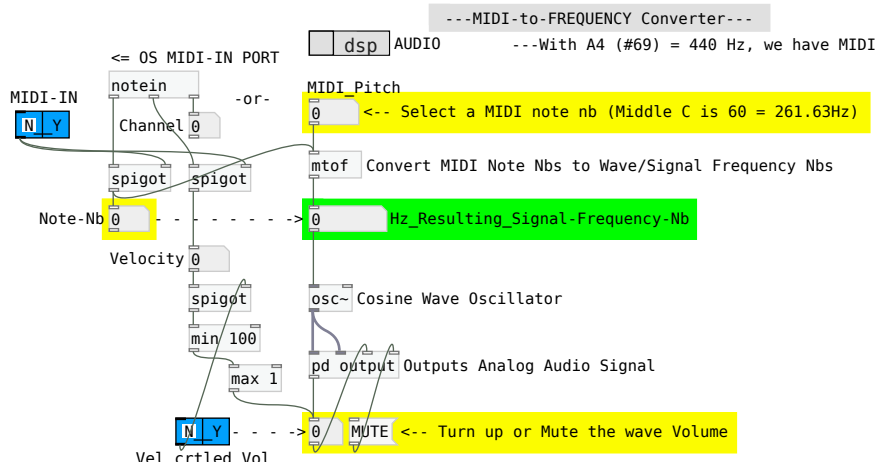 ---MIDI-to-FREQUENCY Converter---
dsp AUDIO ---With A4 (#69) = 440 Hz, we have MIDI
<= OS MIDI-IN PORT
notein
MIDI_Pitch
MIDI-IN
-or-
0 <-- Select a MIDI note nb (Middle C is 60 = 261.63Hz)
N Y
Channel 0
mtof Convert MIDI Note Nbs to Wave/Signal Frequency Nbs
spigot spigot
Note-Nb 0 - - - - - - - -> 0 Hz_Resulting_Signal-Frequency-Nb
Velocity 0
spigot osc~ Cosine Wave Oscillator
min 100
pd output Outputs Analog Audio Signal
max 1
N Y - - - -> 0 MUTE <-- Turn up or Mute the wave Volume
Vel crtled Vol